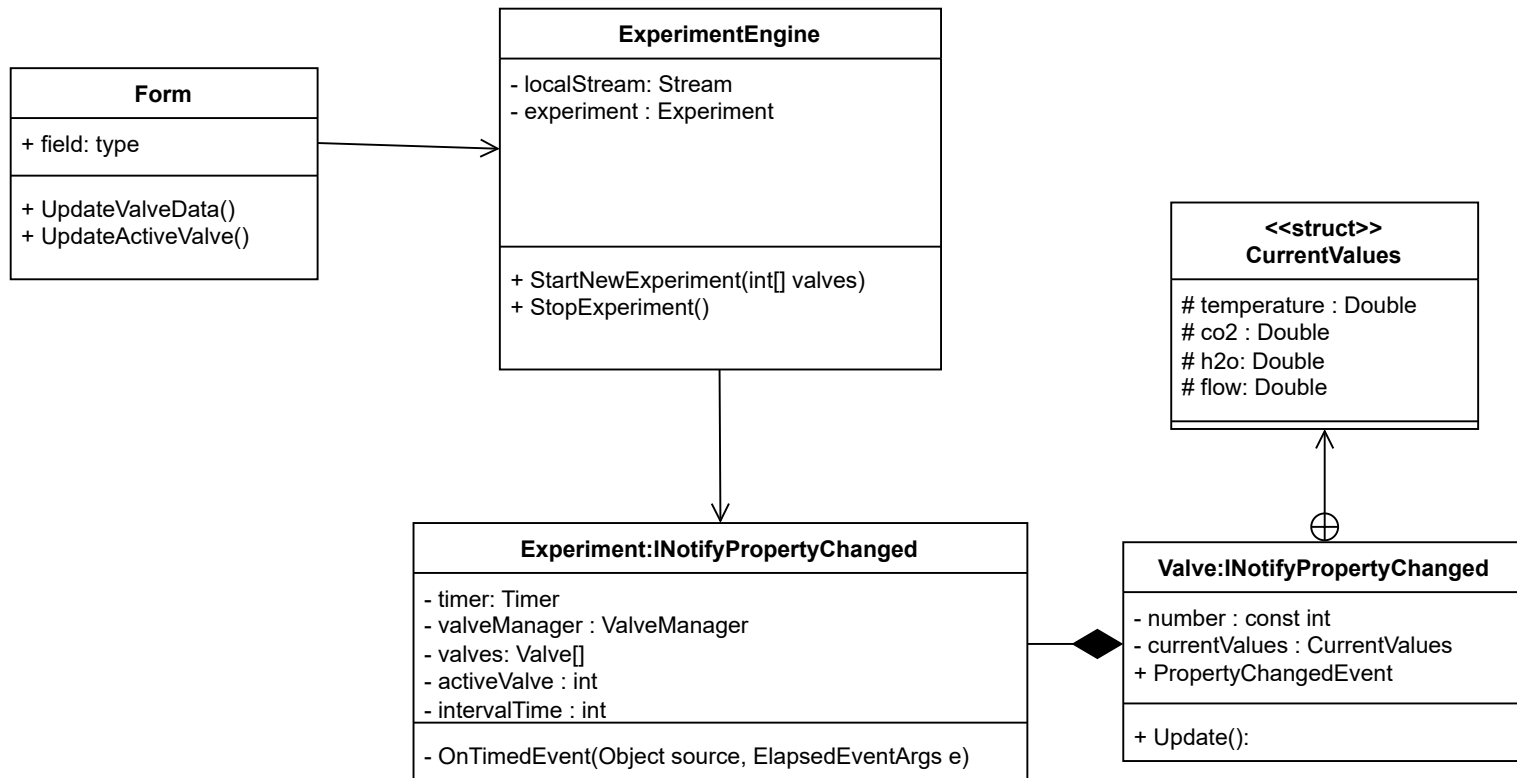 Form
+ field: type
+ UpdateValveData()
+ UpdateActiveValve()
ExperimentEngine
- localStream: Stream
- experiment : Experiment
+ StartNewExperiment(int[] valves)
+ StopExperiment()
<<struct>>
CurrentValues
# temperature : Double
# co2 : Double
# h2o: Double
# flow: Double
Experiment:INotifyPropertyChanged
- timer: Timer
- valveManager : ValveManager
- valves: Valve[]
- activeValve : int
- intervalTime : int
- OnTimedEvent(Object source, ElapsedEventArgs e)
Valve:INotifyPropertyChanged
- number : const int
- currentValues : CurrentValues
+ PropertyChangedEvent
+ Update():